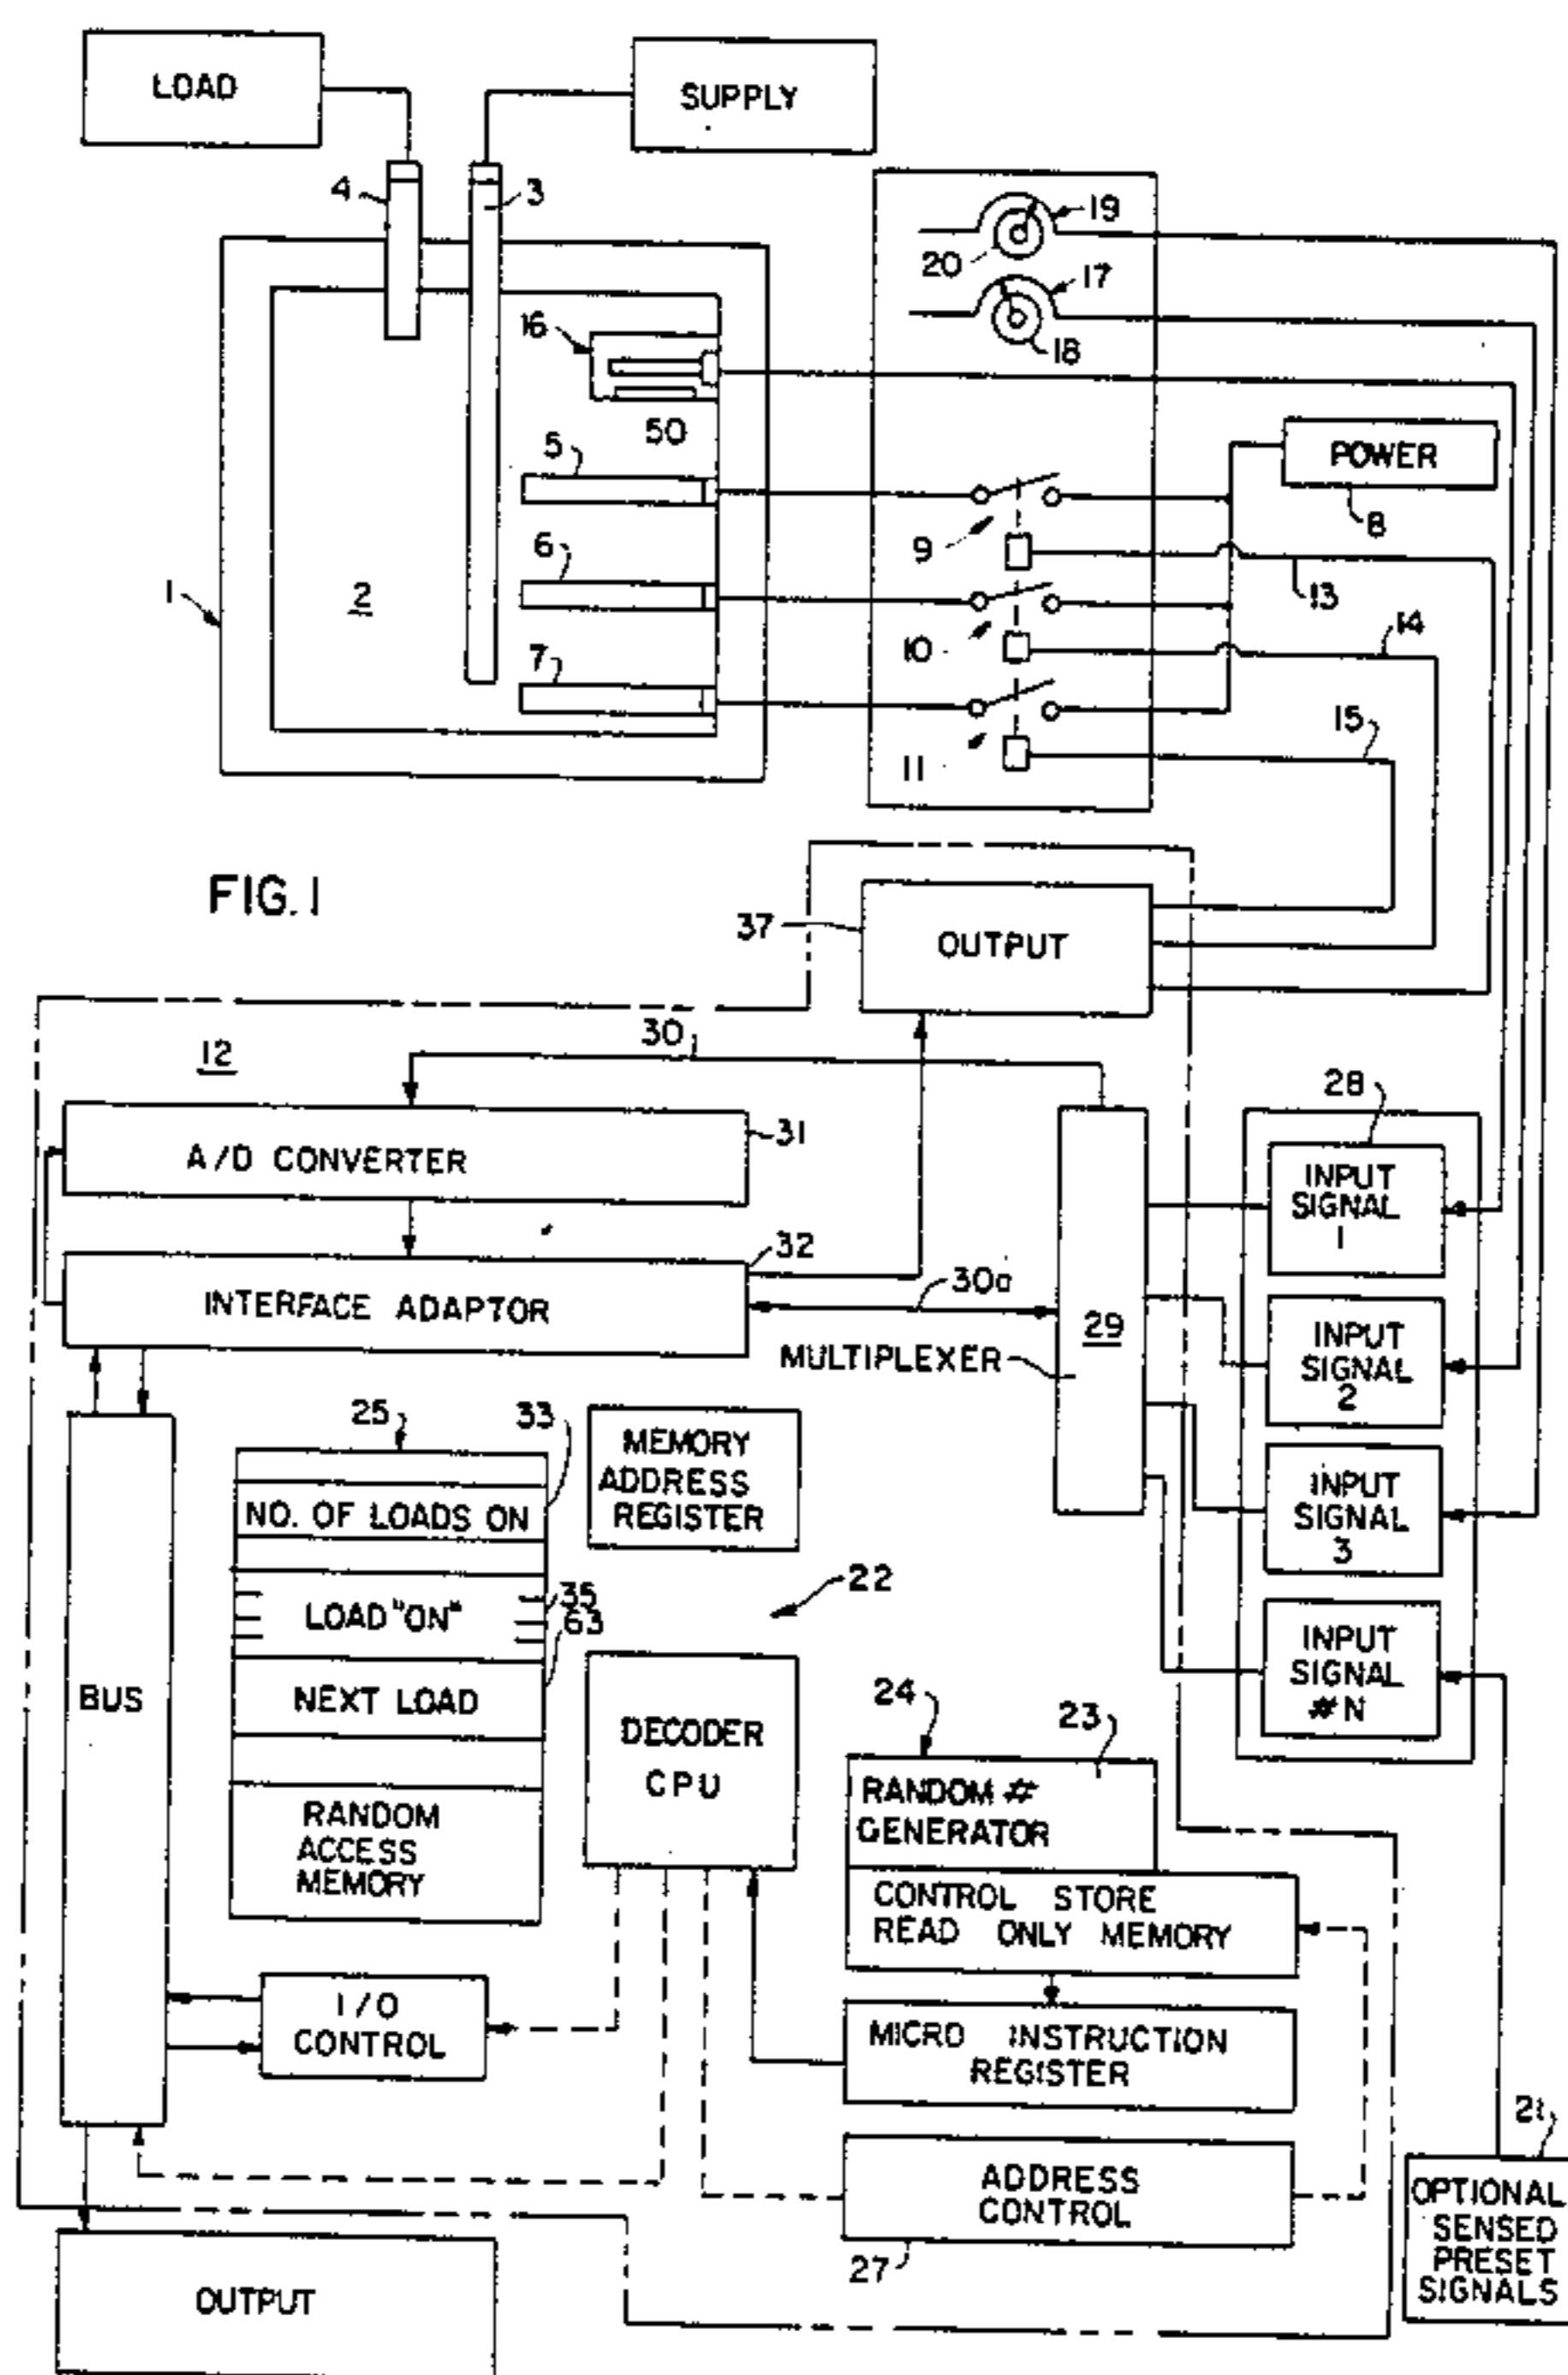 LOAD
SUPPLY
4
3
19
20
17
16
18
50
5
POWER
8
9
6
13
1
2
10
14
7
15
11
FIG. 1
37
OUTPUT
12
30
28
A/D CONVERTER
31
INPUT
SIGNAL
1
32
INTERFACE ADAPTOR
30a
29
MULTIPLEXER
INPUT
SIGNAL
2
25
33
MEMORY
ADDRESS
REGISTER
NO. OF LOADS ON
INPUT
SIGNAL
3
22
LOAD "ON"
35
63
INPUT
SIGNAL
#N
BUS
NEXT LOAD
DECODER
CPU
24
23
RANDOM #
GENERATOR
RANDOM
ACCESS
MEMORY
CONTROL STORE
READ ONLY MEMORY
I/O
CONTROL
MICRO INSTRUCTION
REGISTER
21
ADDRESS
CONTROL
27
OPTIONAL
SENSED
PRESET
SIGNALS
OUTPUT